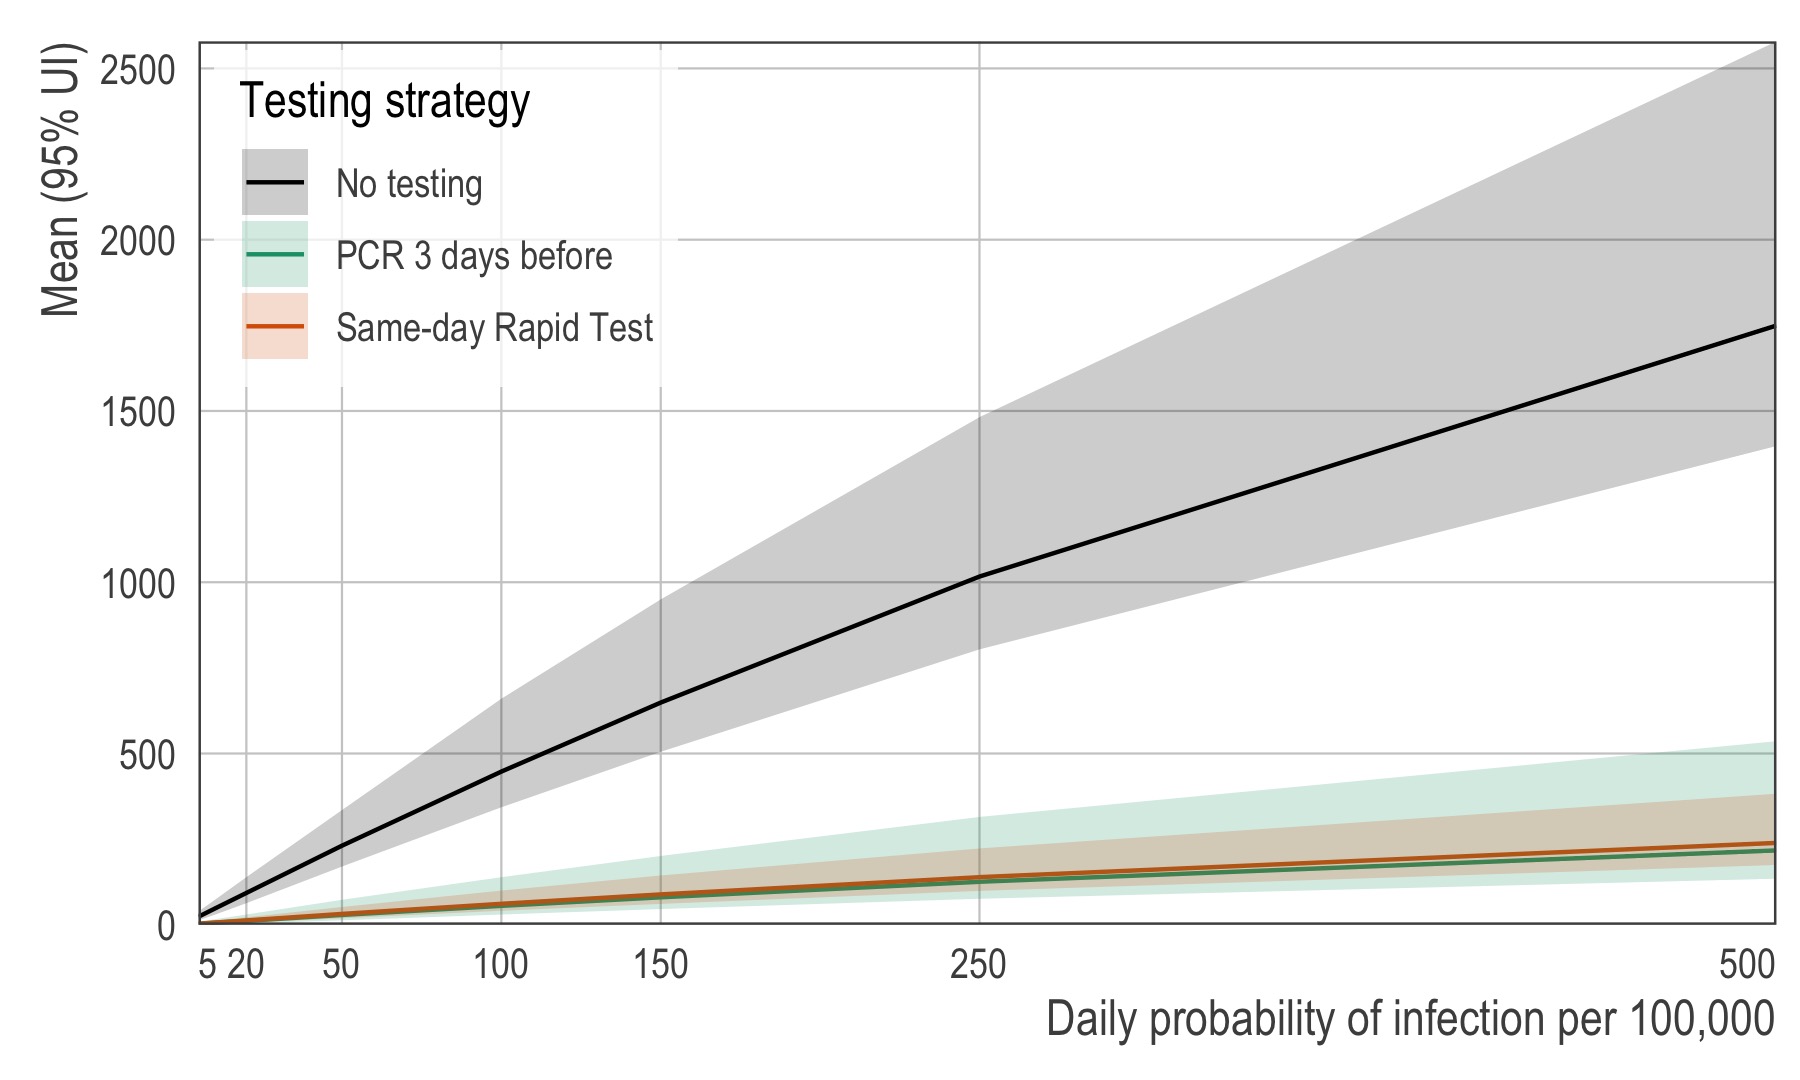 Mean (95% UI)
2500
2000
1500
1000
500
0
Testing strategy
No testing
PCR 3 days before
Same-day Rapid Test
5 20 50 100 150 250 500
Daily probability of infection per 100,000